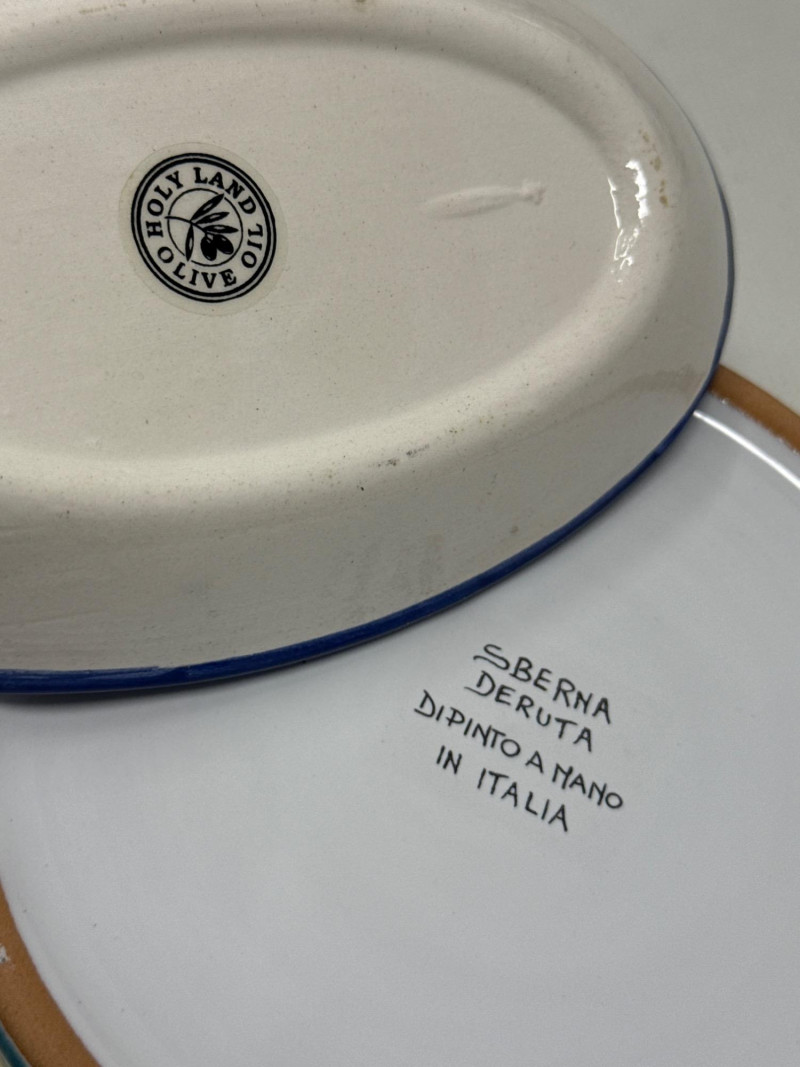 HOLY LAND OLIVE OIL
SBERNA
DERUTA
DIPINTO A MANO
IN ITALIA